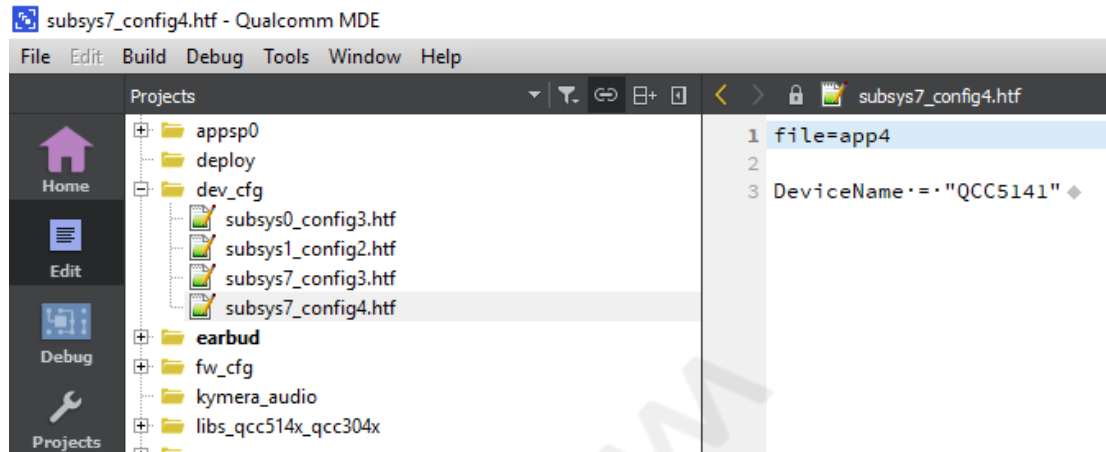 subsys7_config4.htf - Qualcomm MDE
File Edit Build Debug Tools Window Help
Projects
subsys7_config4.htf
Home
Edit
Debug
Projects
appsp0
deploy
dev_cfg
subsys0_config3.htf
subsys1_config2.htf
subsys7_config3.htf
subsys7_config4.htf
earbud
fw_cfg
kymera_audio
libs_qcc514x_qcc304x
1 file=app4
2
3 DeviceName·=·"QCC5141"